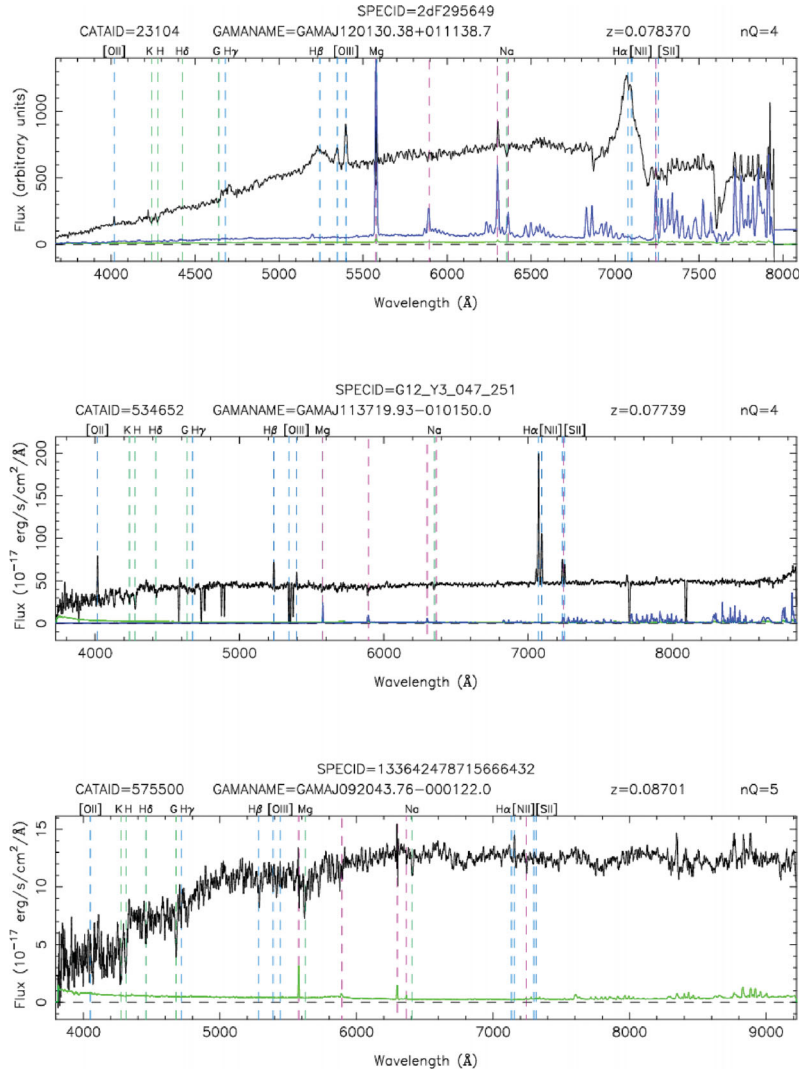 SPECID=2dF295649
CATAID=23104 GAMANAME=GAMAJ120130.38+011138.7 z=0.078370 nQ=4
[OII] K H Hδ G Hγ Hβ [OIII] Mg Na Hα [NII] [SII]
Flux (arbitrary units)
1000
500
0
4000 4500 5000 5500 6000 6500 7000 7500 8000
Wavelength (Å)
SPECID=G12_Y3_047_251
CATAID=534652 GAMANAME=GAMAJ113719.93-010150.0 z=0.07739 nQ=4
[OII] K H Hδ G Hγ Hβ [OIII] Mg Na Hα [NII] [SII]
Flux (10⁻¹⁷ erg/s/cm²/Å)
200
150
100
50
0
4000 5000 6000 7000 8000
Wavelength (Å)
SPECID=133642478715666432
CATAID=575500 GAMANAME=GAMAJ092043.76-000122.0 z=0.08701 nQ=5
[OII] K H Hδ G Hγ Hβ [OIII] Mg Na Hα [NII] [SII]
Flux (10⁻¹⁷ erg/s/cm²/Å)
15
10
5
0
4000 5000 6000 7000 8000 9000
Wavelength (Å)